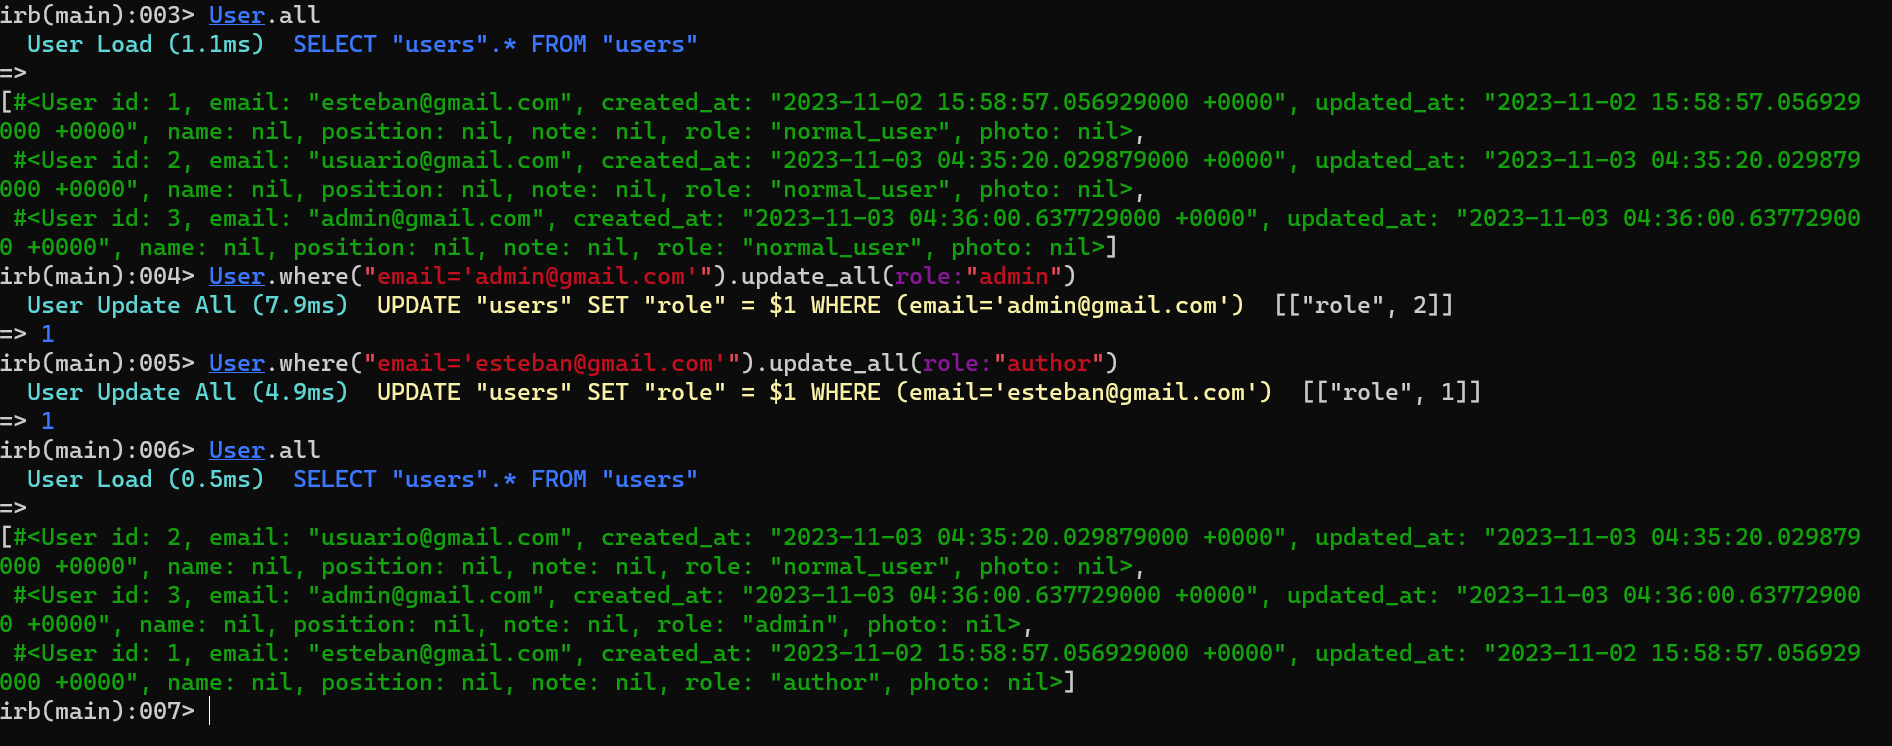 irb(main):003> User.all
  User Load (1.1ms)  SELECT "users".* FROM "users"
=>
[#<User id: 1, email: "esteban@gmail.com", created_at: "2023-11-02 15:58:57.056929000 +0000", updated_at: "2023-11-02 15:58:57.056929
000 +0000", name: nil, position: nil, note: nil, role: "normal_user", photo: nil>,
 #<User id: 2, email: "usuario@gmail.com", created_at: "2023-11-03 04:35:20.029879000 +0000", updated_at: "2023-11-03 04:35:20.029879
000 +0000", name: nil, position: nil, note: nil, role: "normal_user", photo: nil>,
 #<User id: 3, email: "admin@gmail.com", created_at: "2023-11-03 04:36:00.637729000 +0000", updated_at: "2023-11-03 04:36:00.63772900
0 +0000", name: nil, position: nil, note: nil, role: "normal_user", photo: nil>]
irb(main):004> User.where("email='admin@gmail.com'").update_all(role:"admin")
  User Update All (7.9ms)  UPDATE "users" SET "role" = $1 WHERE (email='admin@gmail.com')  [["role", 2]]
=> 1
irb(main):005> User.where("email='esteban@gmail.com'").update_all(role:"author")
  User Update All (4.9ms)  UPDATE "users" SET "role" = $1 WHERE (email='esteban@gmail.com')  [["role", 1]]
=> 1
irb(main):006> User.all
  User Load (0.5ms)  SELECT "users".* FROM "users"
=>
[#<User id: 2, email: "usuario@gmail.com", created_at: "2023-11-03 04:35:20.029879000 +0000", updated_at: "2023-11-03 04:35:20.029879
000 +0000", name: nil, position: nil, note: nil, role: "normal_user", photo: nil>,
 #<User id: 3, email: "admin@gmail.com", created_at: "2023-11-03 04:36:00.637729000 +0000", updated_at: "2023-11-03 04:36:00.63772900
0 +0000", name: nil, position: nil, note: nil, role: "admin", photo: nil>,
 #<User id: 1, email: "esteban@gmail.com", created_at: "2023-11-02 15:58:57.056929000 +0000", updated_at: "2023-11-02 15:58:57.056929
000 +0000", name: nil, position: nil, note: nil, role: "author", photo: nil>]
irb(main):007>